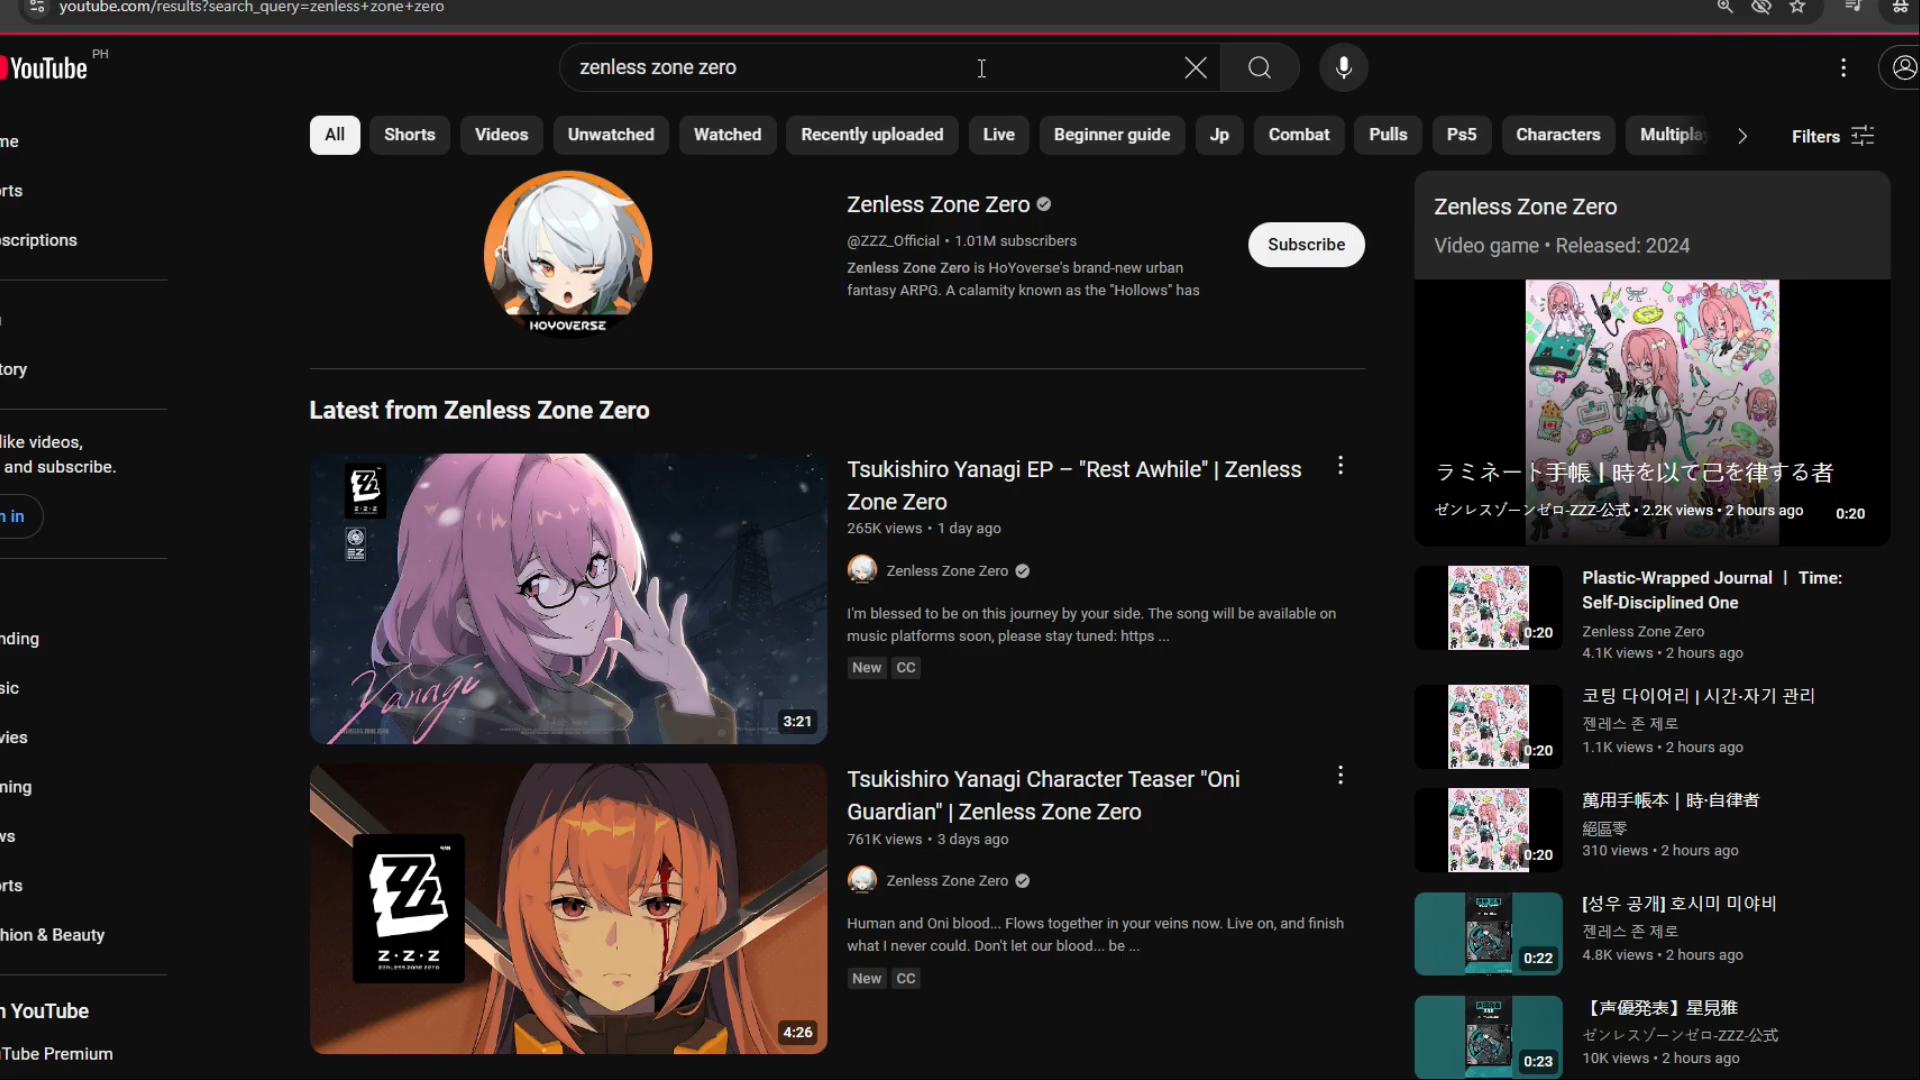 youtube.com/results?search_query=zenless+zone+zero
YouTube PH
zenless zone zero
All
Shorts
Videos
Unwatched
Watched
Recently uploaded
Live
Beginner guide
Jp
Combat
Pulls
Ps5
Characters
Multiplay
Filters
me
rts
scriptions
tory
like videos,
and subscribe.
n in
nding
sic
vies
ning
ws
orts
hion & Beauty
YouTube
Tube Premium
HOYOVERSE
Zenless Zone Zero
@ZZZ_Official • 1.01M subscribers
Zenless Zone Zero is HoYoverse's brand-new urban
fantasy ARPG. A calamity known as the "Hollows" has
Subscribe
Latest from Zenless Zone Zero
Z·Z·Z
Yanagi
3:21
Tsukishiro Yanagi EP – "Rest Awhile" | Zenless
Zone Zero
265K views • 1 day ago
Zenless Zone Zero
I'm blessed to be on this journey by your side. The song will be available on
music platforms soon, please stay tuned: https ...
New CC
Z·Z·Z
ZENLESS ZONE ZERO
4:26
Tsukishiro Yanagi Character Teaser "Oni
Guardian" | Zenless Zone Zero
761K views • 3 days ago
Zenless Zone Zero
Human and Oni blood... Flows together in your veins now. Live on, and finish
what I never could. Don't let our blood... be ...
New CC
Zenless Zone Zero
Video game • Released: 2024
ラミネート手帳 | 時を以て己を律する者
ゼンレスゾーンゼロ-ZZZ-公式 • 2.2K views • 2 hours ago
0:20
Plastic-Wrapped Journal ｜ Time:
Self-Disciplined One
Zenless Zone Zero
4.1K views • 2 hours ago
0:20
코팅 다이어리 | 시간·자기 관리
젠레스 존 제로
1.1K views • 2 hours ago
0:20
萬用手帳本｜時·自律者
絕區零
310 views • 2 hours ago
0:20
[성우 공개] 호시미 미야비
젠레스 존 제로
4.8K views • 2 hours ago
0:22
【声優発表】星見雅
ゼンレスゾーンゼロ-ZZZ-公式
10K views • 2 hours ago
0:23